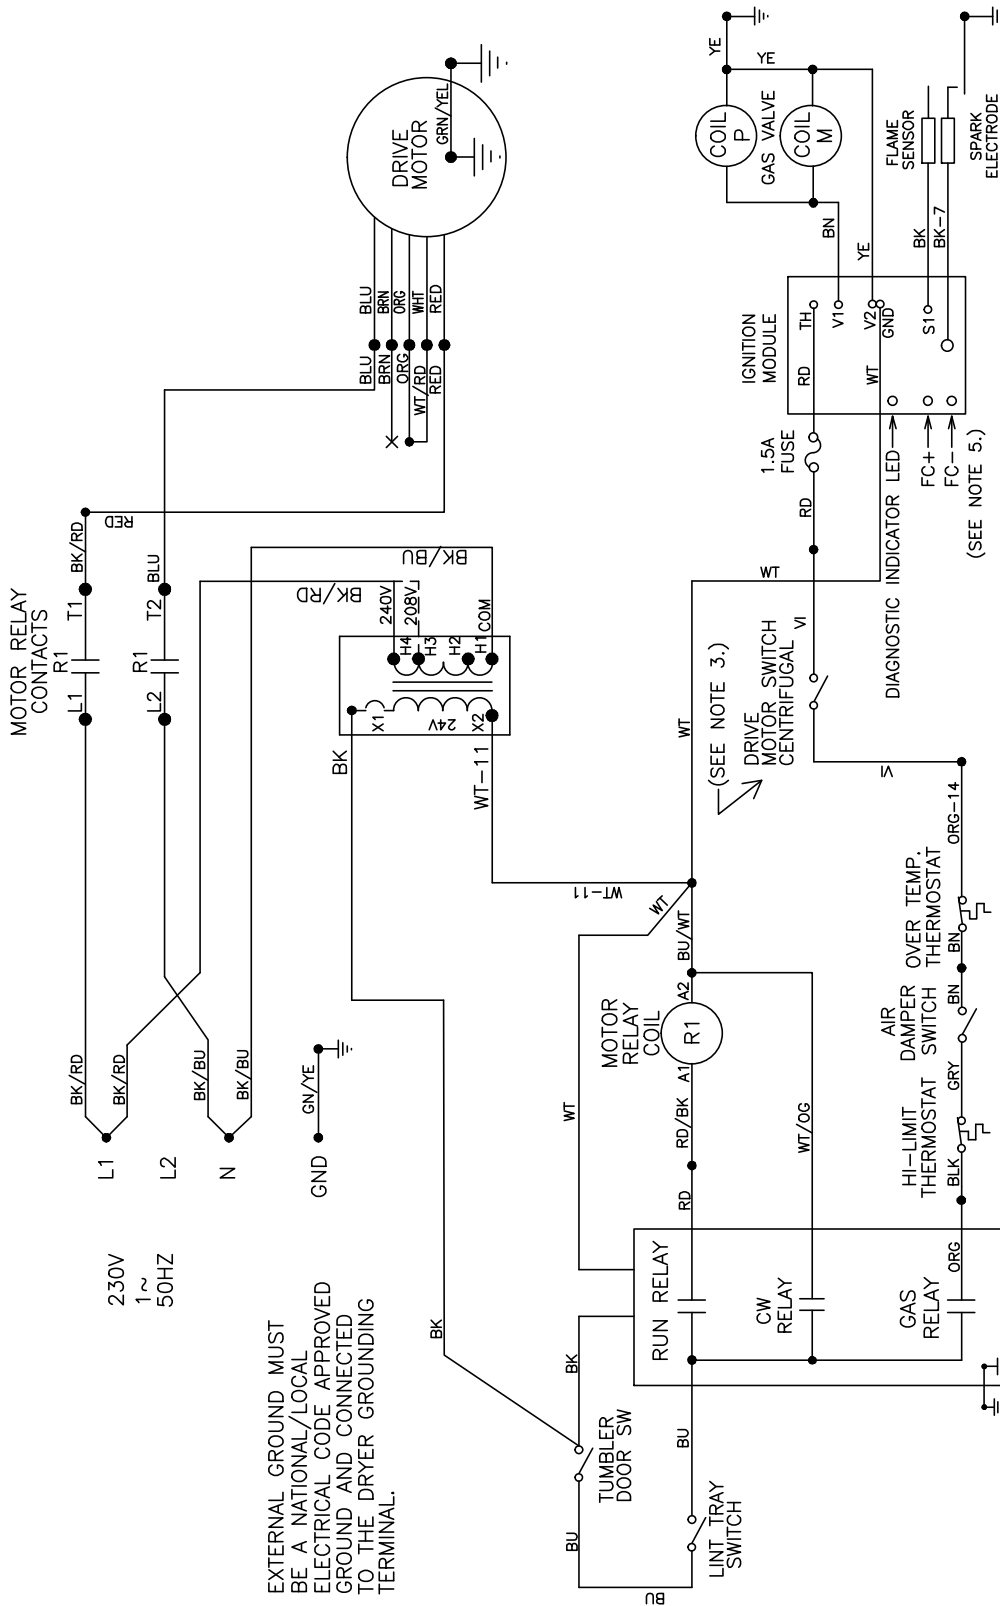 EXTERNAL GROUND MUST
BE A NATIONAL/LOCAL
ELECTRICAL CODE APPROVED
GROUND AND CONNECTED
TO THE DRYER GROUNDING
TERMINAL.
230V
1~
50HZ
L1
L2
N
GND
BK/RD
BK/RD
BK/BU
BK/BU
GN/YE
MOTOR RELAY
CONTACTS
L1
R1
T1
BK/RD
L2
R1
T2
BLU
RED
BK/RD
BK/BU
BLU
BLU
BRN
BRN
ORG
ORG
WT/RD
WHT
RED
RED
DRIVE
MOTOR
GRN/YEL
240V
208V
H4
H3
H2
H1
COM
X1
24V
X2
BK
WT-11
WT-11
BK
BK
TUMBLER
DOOR SW
BU
BU
LINT TRAY
SWITCH
BU
RUN RELAY
CW
RELAY
GAS
RELAY
RD
RD/BK
A1
MOTOR
RELAY
COIL
R1
A2
BU/WT
WT
WT
WT/OG
WT
WT
ORG
BLK
HI-LIMIT
THERMOSTAT
GRY
AIR
DAMPER
SWITCH
BN
BN
OVER TEMP.
THERMOSTAT
ORG-14
VI
(SEE NOTE 3.)
DRIVE
MOTOR SWITCH
CENTRIFUGAL
VI
RD
1.5A
FUSE
RD
IGNITION
MODULE
TH
V1
V2
GND
WT
S1
DIAGNOSTIC INDICATOR LED
FC+
FC-
(SEE NOTE 5.)
BN
YE
BK
BK-7
COIL
P
GAS VALVE
COIL
M
YE
YE
FLAME
SENSOR
SPARK
ELECTRODE